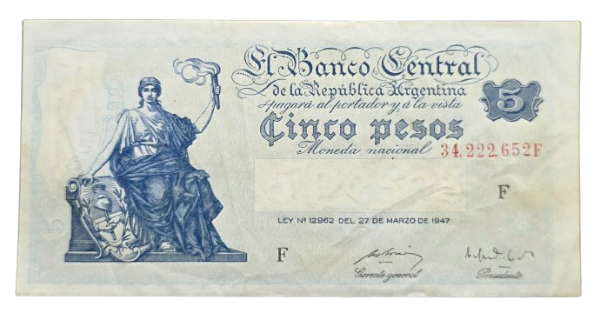 El Banco Central
de la República Argentina
pagará al portador y á la vista
5
Cinco pesos
Moneda nacional 34.222.652F
F
LEY Nº 12962 DEL 27 DE MARZO DE 1947
F
Gerente general
Presidente